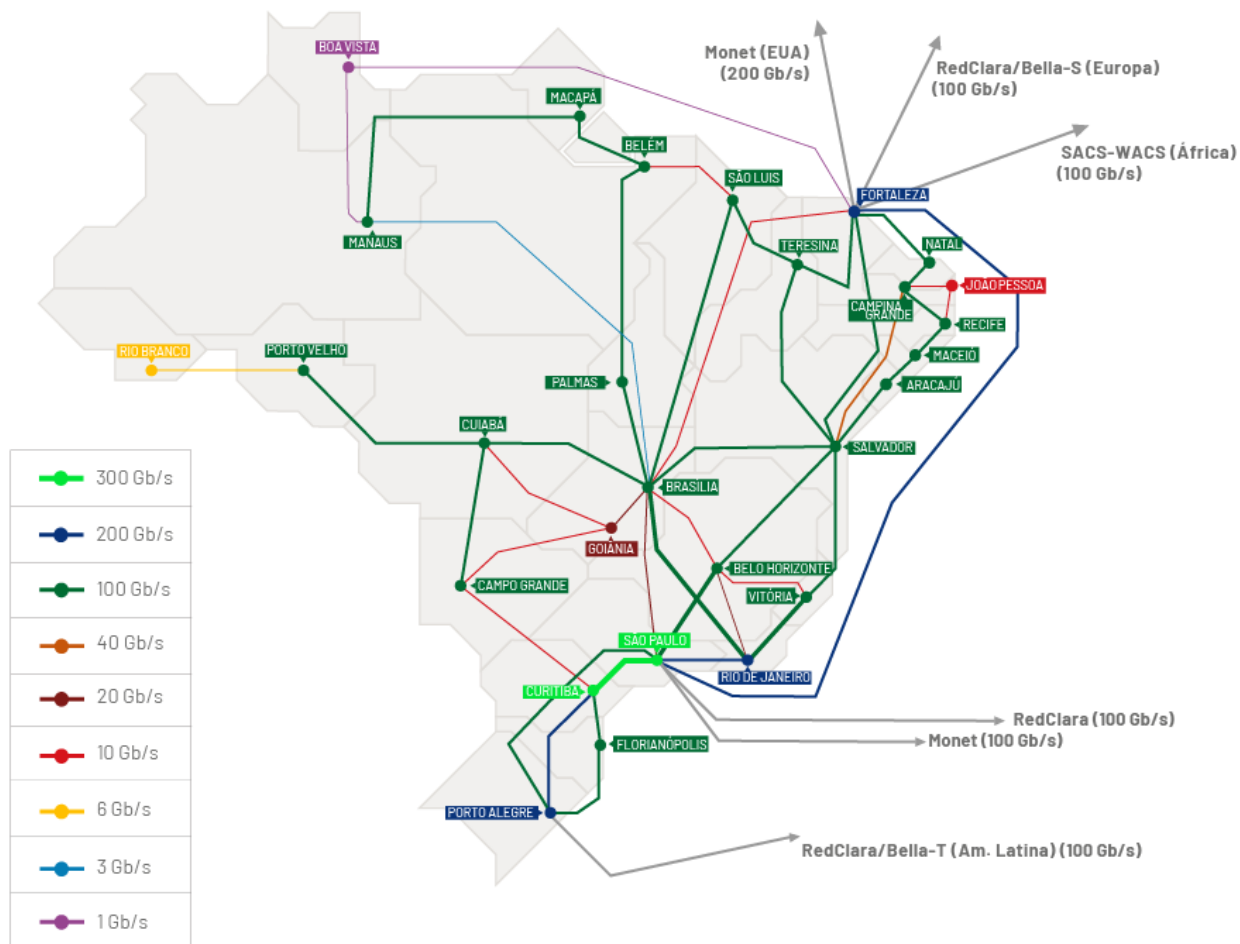 BOA VISTA
Monet (EUA)
(200 Gb/s)
RedClara/Bella-S (Europa)
(100 Gb/s)
MACAPÁ
SACS-WACS (África)
(100 Gb/s)
BELÉM
SÃO LUIS
FORTALEZA
MANAUS
TERESINA
NATAL
JOÃO PESSOA
CAMPINA
GRANDE
RECIFE
RIO BRANCO
PORTO VELHO
MACEIÓ
PALMAS
ARACAJÚ
CUIABÁ
SALVADOR
BRASÍLIA
GOIÂNIA
BELO HORIZONTE
CAMPO GRANDE
VITÓRIA
SÃO PAULO
RIO DE JANEIRO
CURITIBA
RedClara (100 Gb/s)
Monet (100 Gb/s)
FLORIANÓPOLIS
PORTO ALEGRE
RedClara/Bella-T (Am. Latina) (100 Gb/s)
300 Gb/s
200 Gb/s
100 Gb/s
40 Gb/s
20 Gb/s
10 Gb/s
6 Gb/s
3 Gb/s
1 Gb/s